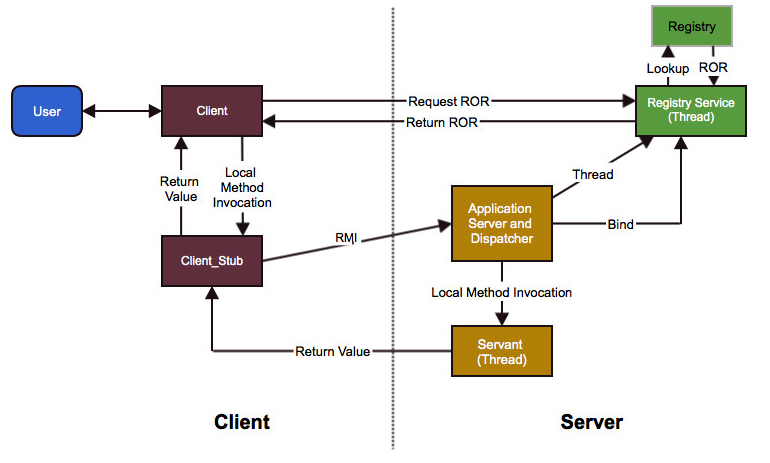 Registry
Lookup
ROR
User
Client
Request ROR
Return ROR
Registry Service
(Thread)
Return
Value
Local
Method
Invocation
Thread
Application
Server and
Dispatcher
Bind
RMI
Client_Stub
Local Method Invocation
Servant
(Thread)
Return Value
Client
Server